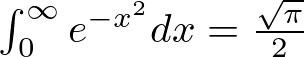 ∫₀^∞ e^{-x²} dx = √π/2